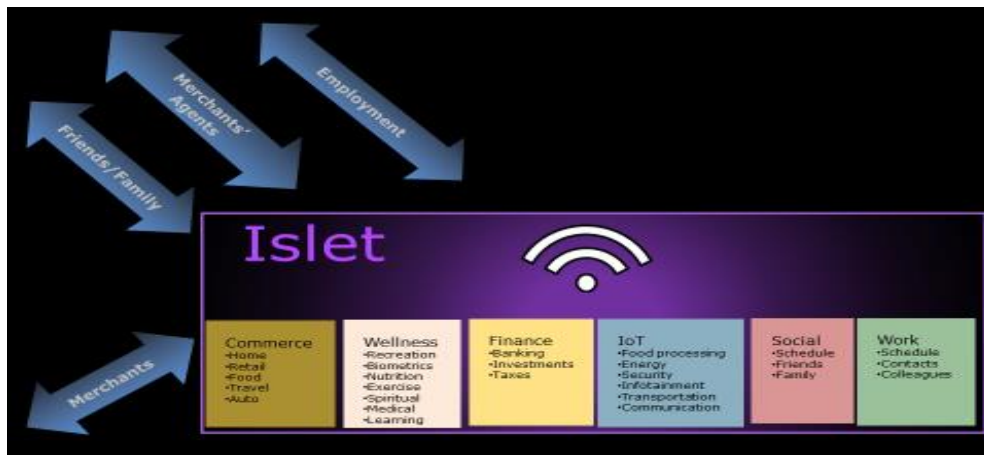 Employment
Merchants'
Agents
Friends/Family
Merchants
Islet
Commerce
•Home
•Retail
•Food
•Travel
•Auto
Wellness
•Recreation
•Biometrics
•Nutrition
•Exercise
•Spiritual
•Medical
•Learning
Finance
•Banking
•Investments
•Taxes
IoT
•Food processing
•Energy
•Security
•Infotainment
•Transportation
•Communication
Social
•Schedule
•Friends
•Family
Work
•Schedule
•Contacts
•Colleagues